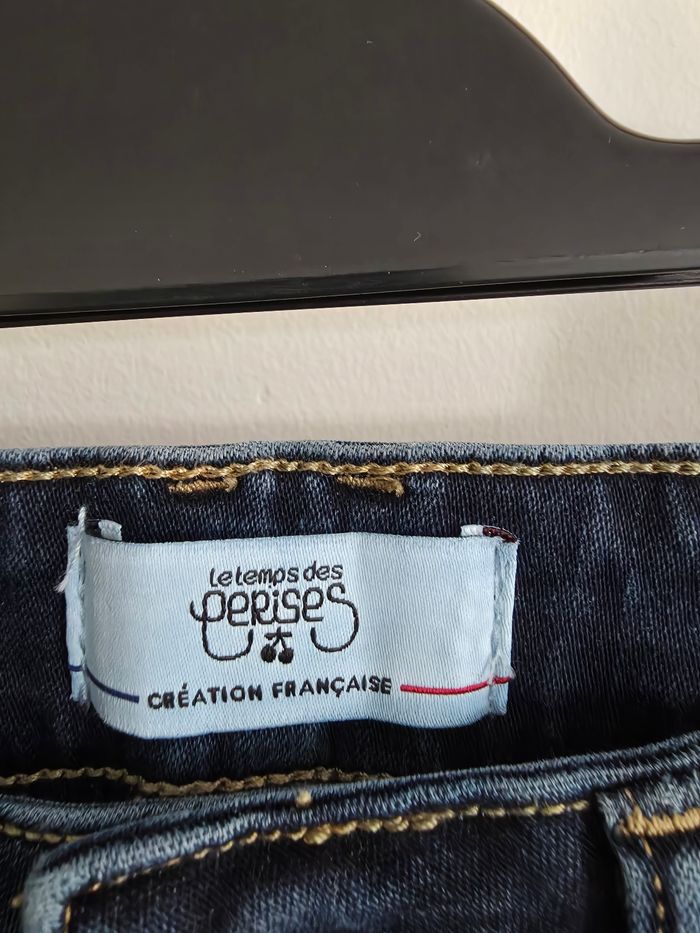 Le temps des
CERISES
CRÉATION FRANÇAISE